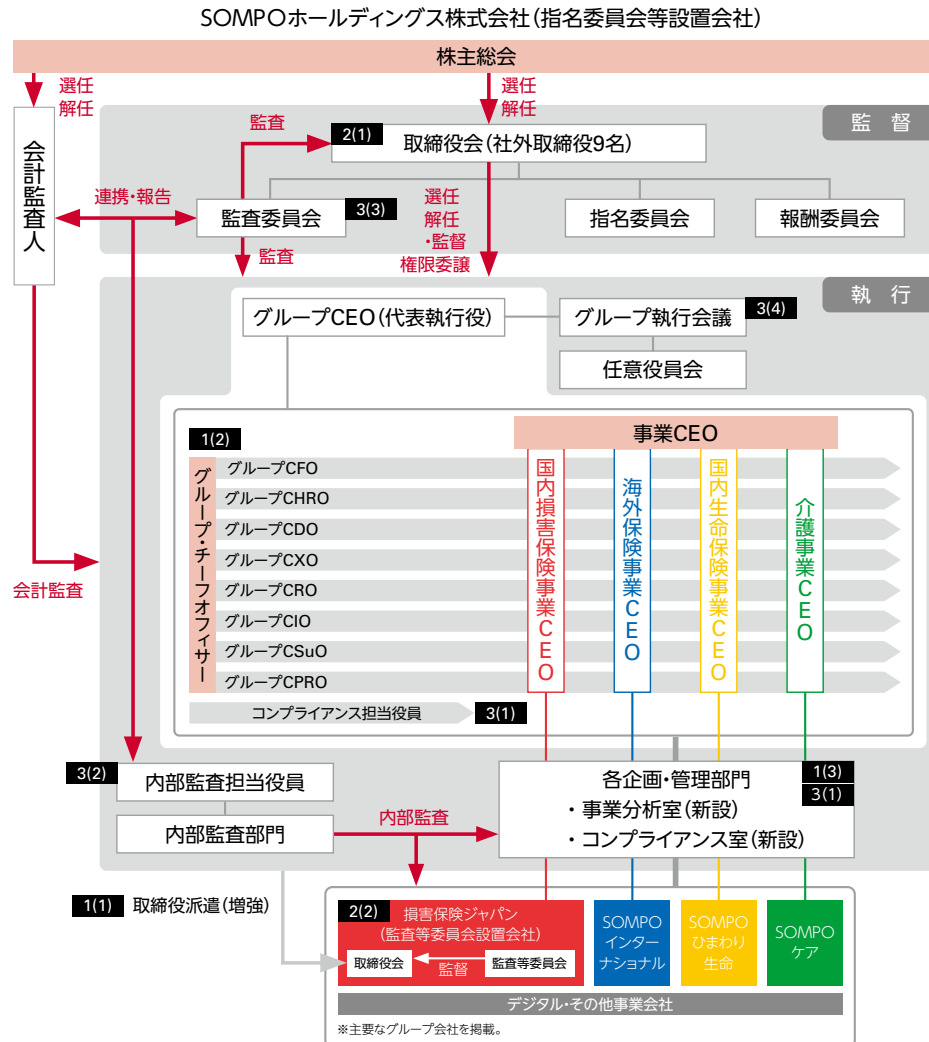 SOMPOホールディングス株式会社(指名委員会等設置会社)
株主総会
選任
解任
選任
解任
監督
会計監査人
監査
2(1)
取締役会(社外取締役9名)
連携・報告
監査委員会
3(3)
選任
解任
・監督
権限委譲
指名委員会
報酬委員会
監査
執行
グループCEO(代表執行役)
グループ執行会議
3(4)
任意役員会
1(2)
事業CEO
グループ・チーフオフィサー
グループCFO
グループCHRO
グループCDO
グループCXO
グループCRO
グループCIO
グループCSuO
グループCPRO
国内損害保険事業CEO
海外保険事業CEO
国内生命保険事業CEO
介護事業CEO
会計監査
コンプライアンス担当役員
3(1)
3(2)
内部監査担当役員
内部監査部門
内部監査
各企画・管理部門
・事業分析室(新設)
・コンプライアンス室(新設)
1(3)
3(1)
1(1)
取締役派遣(増強)
2(2)
損害保険ジャパン
(監査等委員会設置会社)
取締役会
監督
監査等委員会
SOMPO
インター
ナショナル
SOMPO
ひまわり
生命
SOMPO
ケア
デジタル・その他事業会社
※主要なグループ会社を掲載。